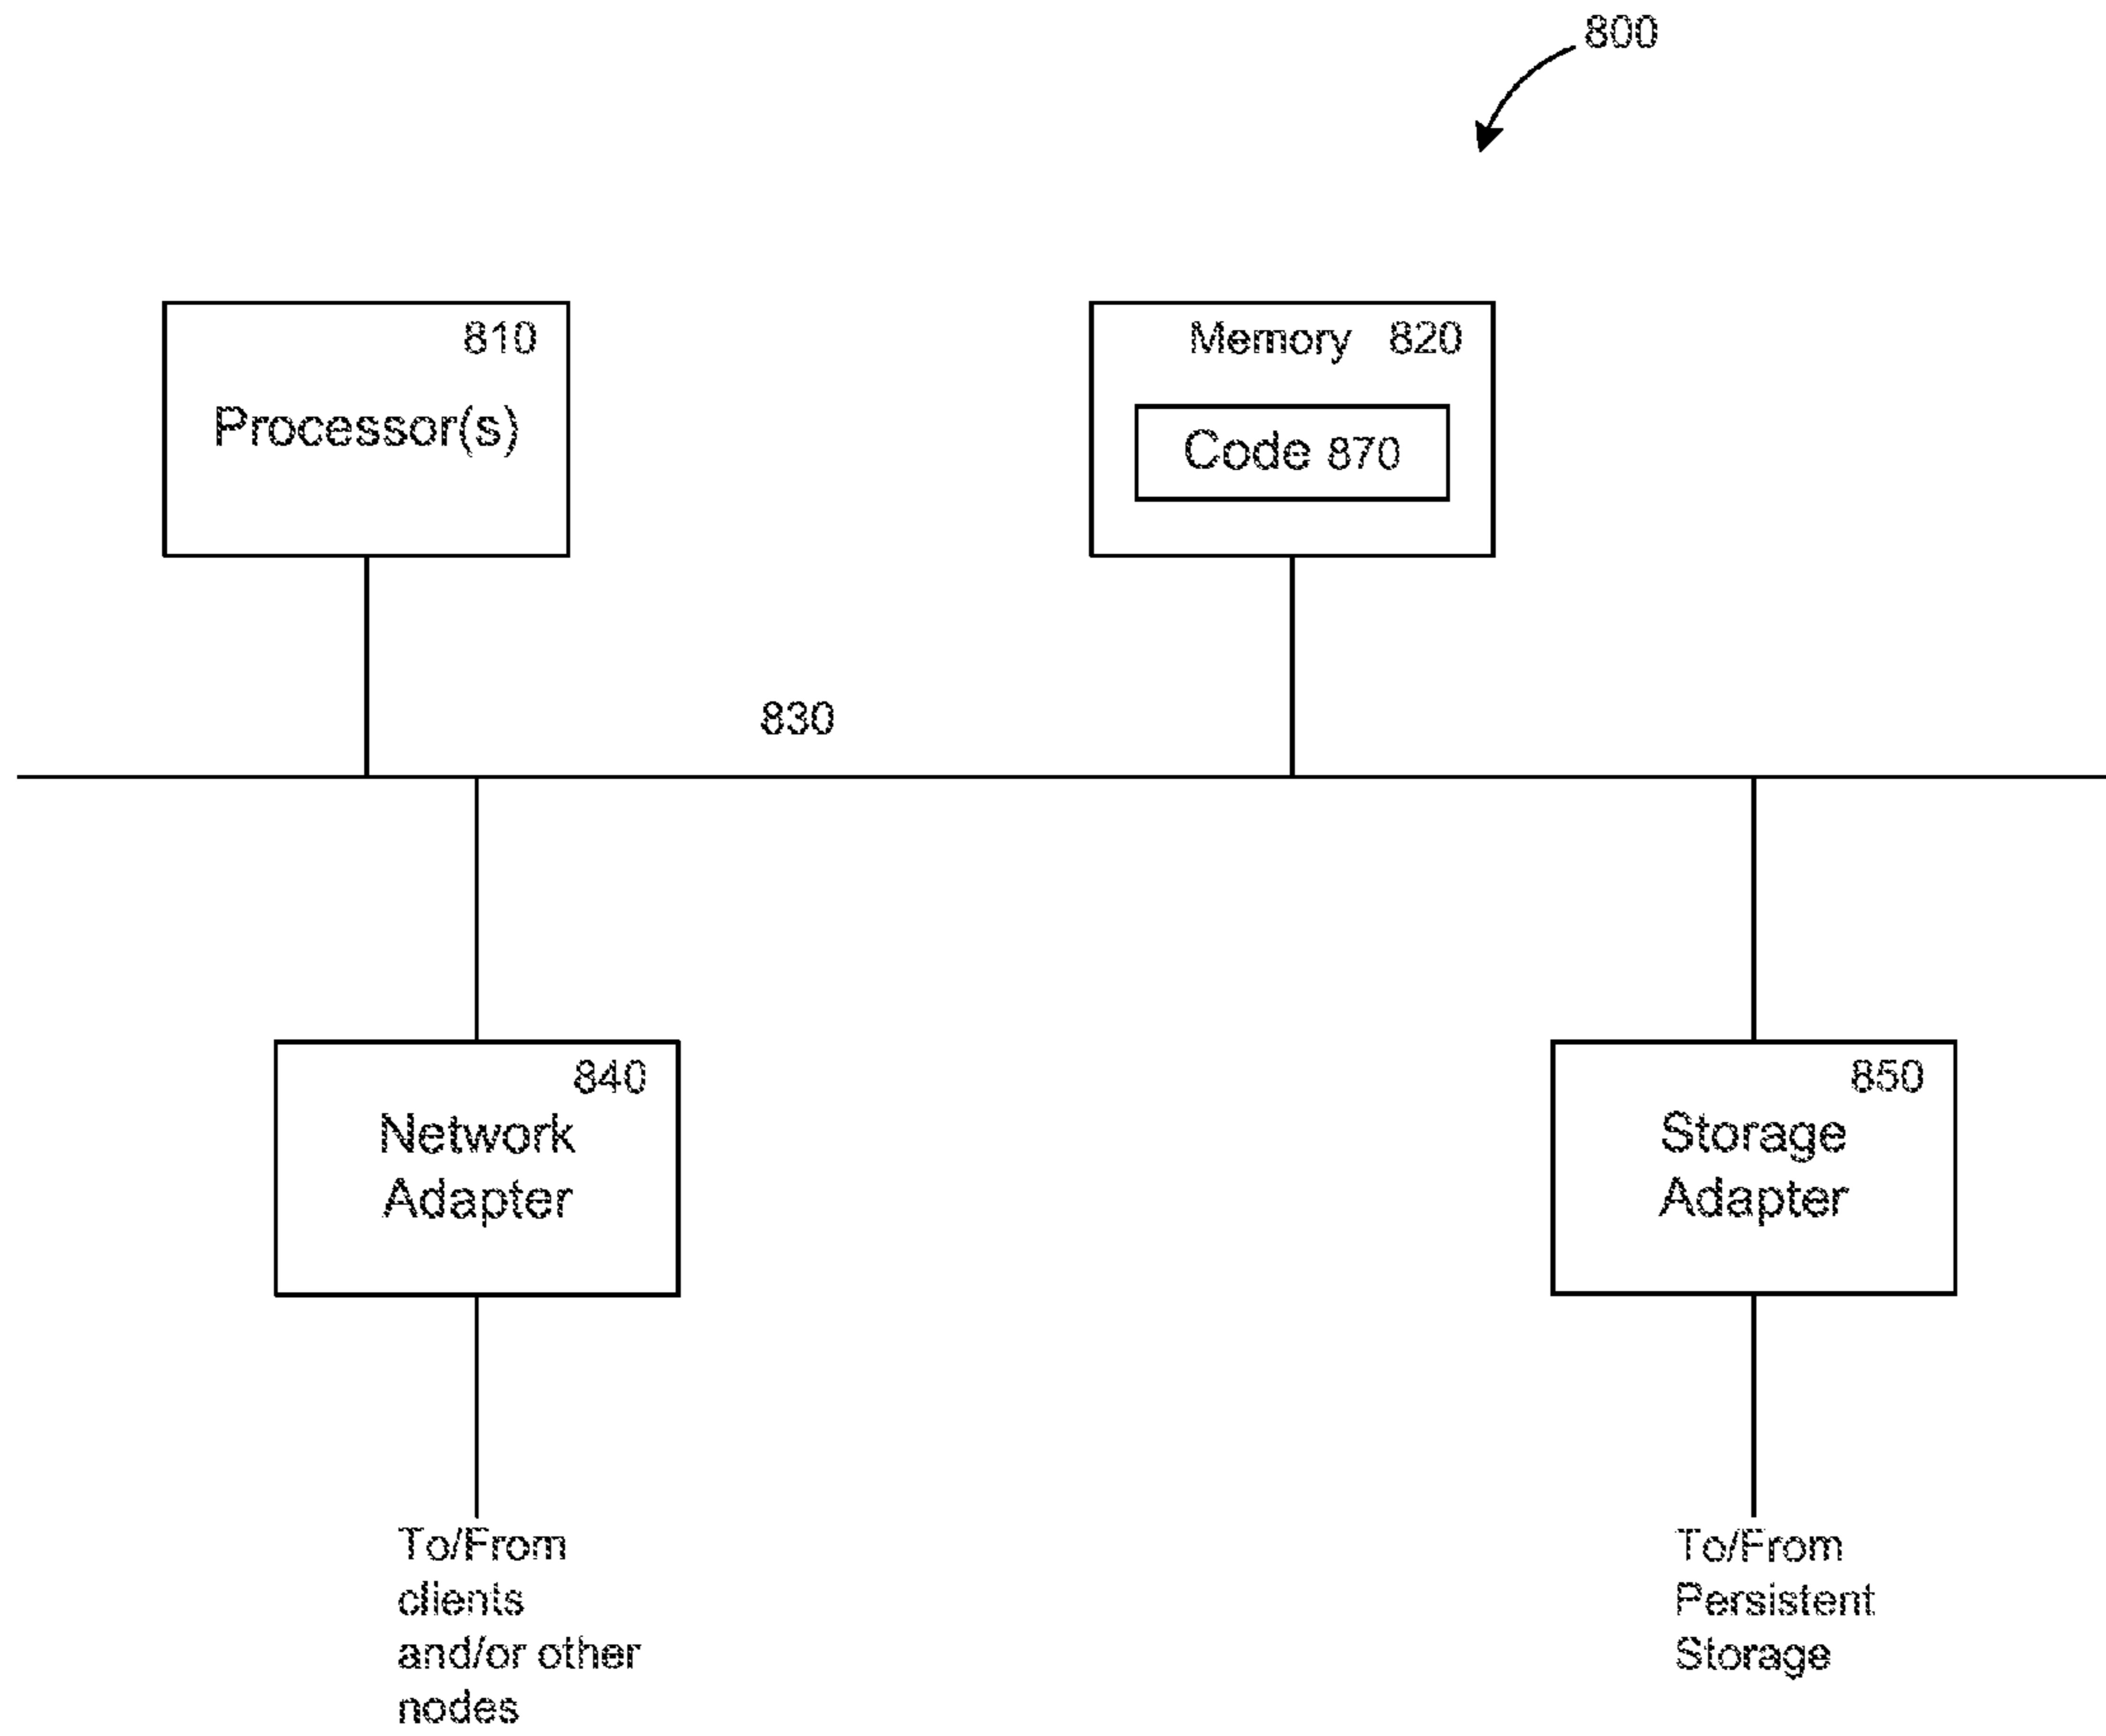 800
810
Processor(s)
Memory 820
Code 870
830
840
Network
Adapter
850
Storage
Adapter
To/From
clients
and/or other
nodes
To/From
Persistent
Storage